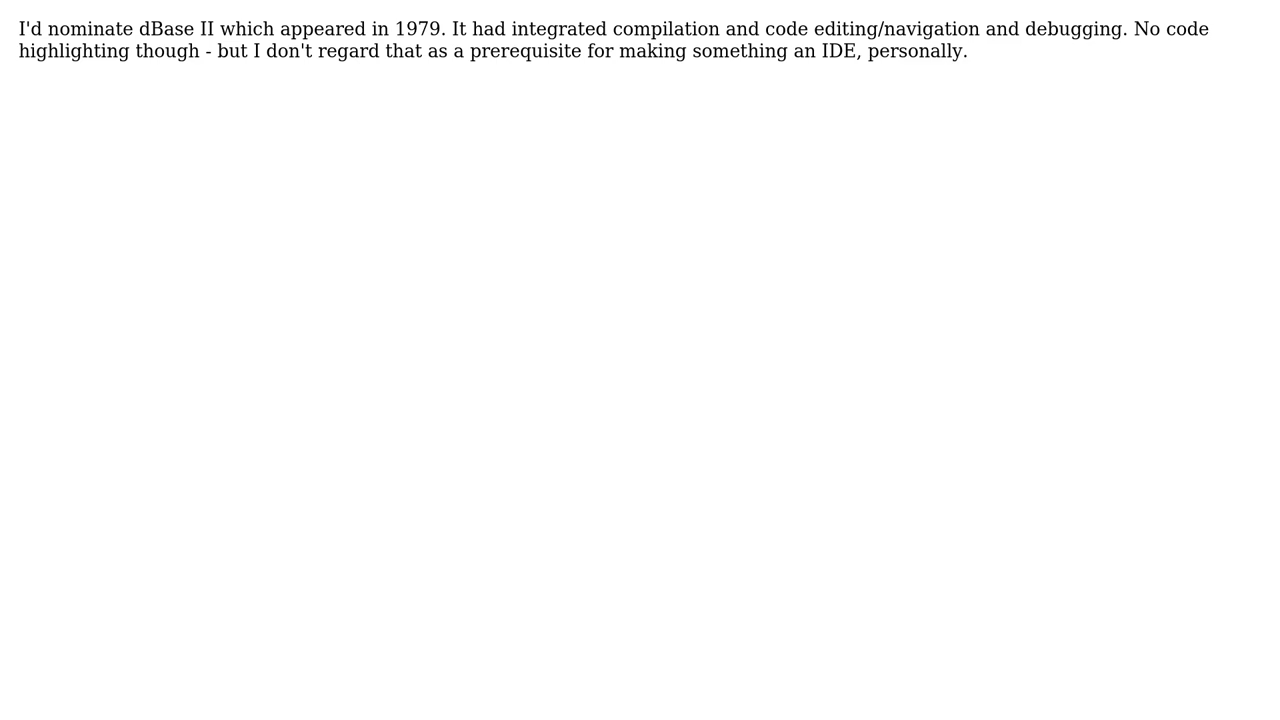 I'd nominate dBase II which appeared in 1979. It had integrated compilation and code editing/navigation and debugging. No code
highlighting though - but I don't regard that as a prerequisite for making something an IDE, personally.